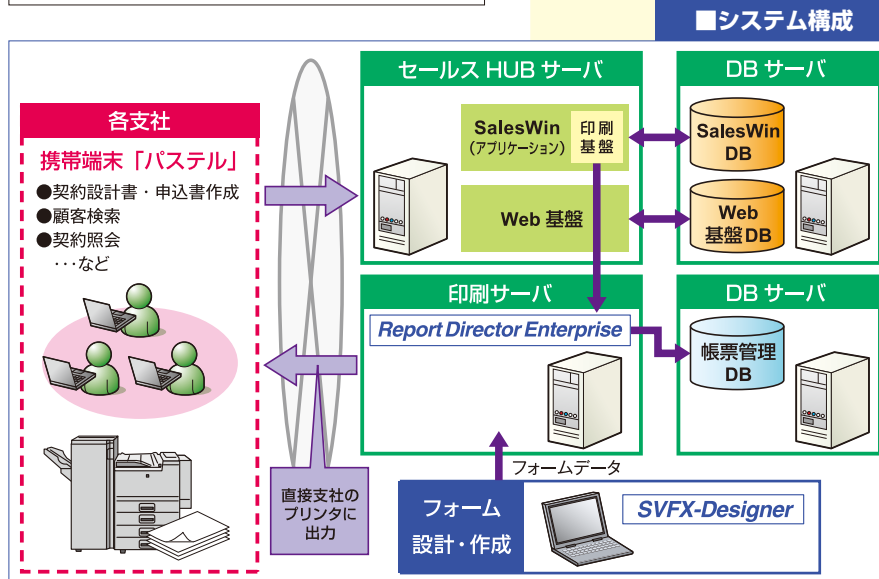 ■システム構成
各支社
携帯端末「パステル」
●契約設計書・申込書作成
●顧客検索
●契約照会
･･･など
セールス HUB サーバ
SalesWin
(アプリケーション)
印刷
基盤
Web 基盤
DB サーバ
SalesWin
DB
Web
基盤DB
印刷サーバ
Report Director Enterprise
DB サーバ
帳票管理
DB
直接支社の
プリンタに
出力
フォームデータ
フォーム
設計・作成
SVFX-Designer